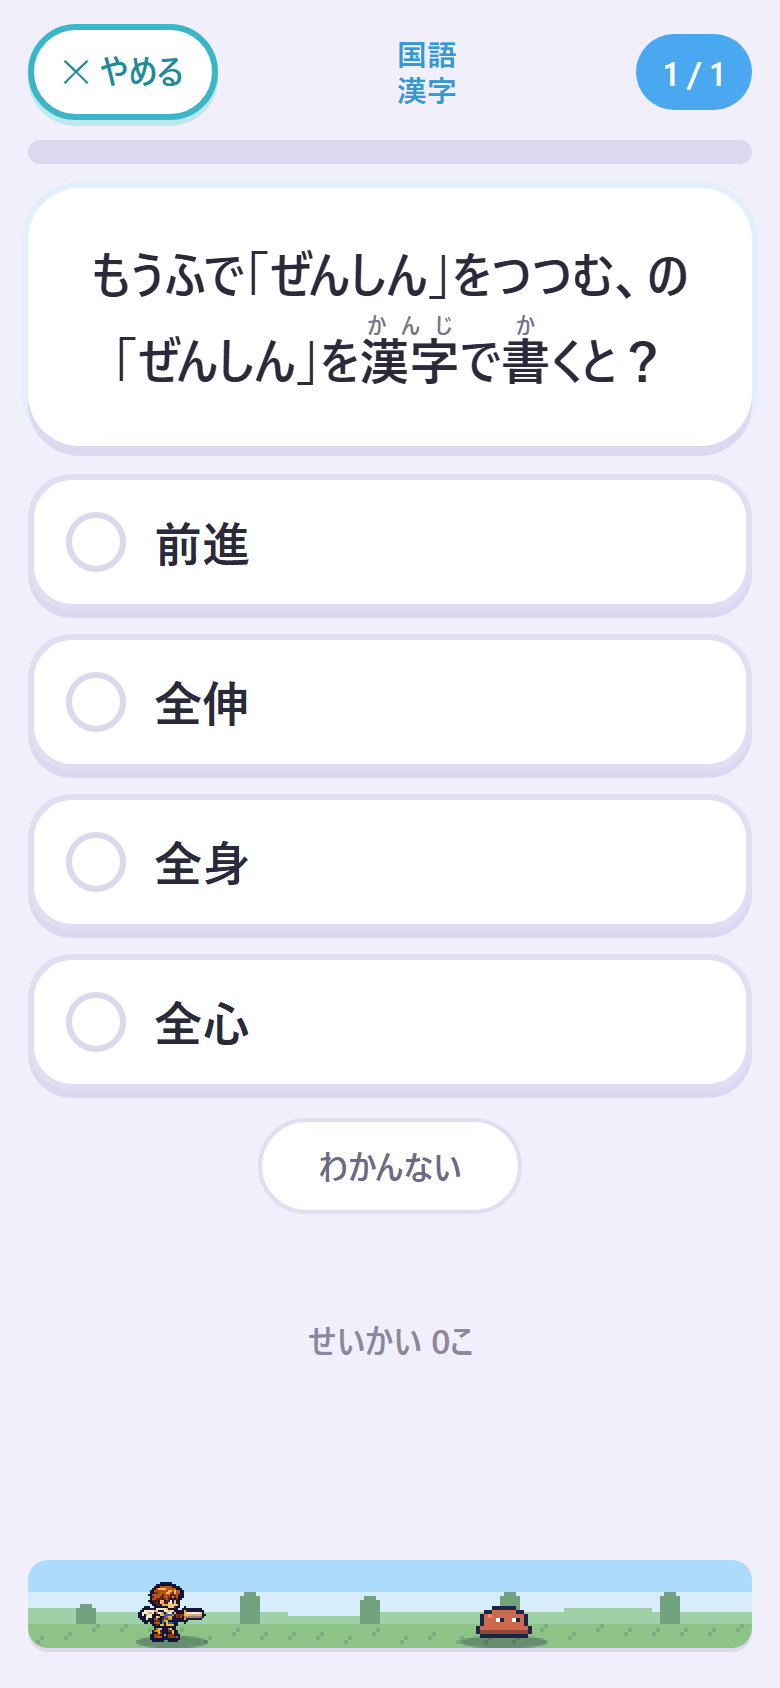 × やめる
国語
漢字
1 / 1
もうふで「ぜんしん」をつつむ、の
かんじ か
「ぜんしん」を漢字で書くと？
前進
全伸
全身
全心
わかんない
せいかい 0こ